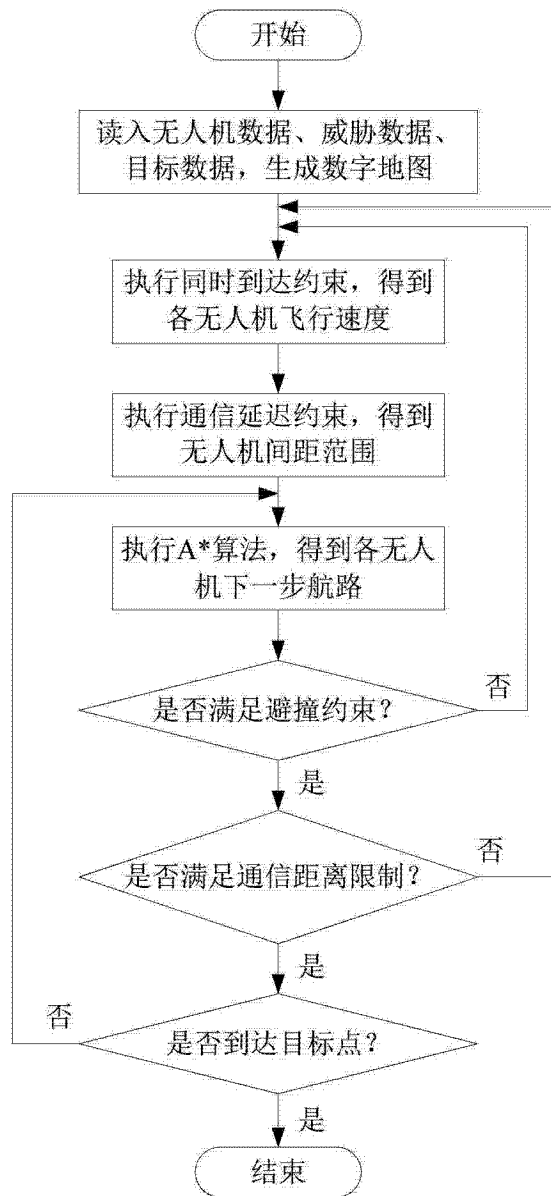 开始
读入无人机数据、威胁数据、
目标数据，生成数字地图
执行同时到达约束，得到
各无人机飞行速度
执行通信延迟约束，得到
无人机间距范围
执行A*算法，得到各无人
机下一步航路
否
是否满足避撞约束？
是
否
是否满足通信距离限制？
是
否
是否到达目标点？
是
结束